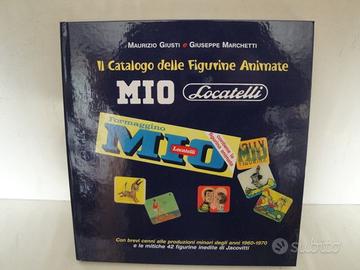 Maurizio Giusti e Giuseppe Marchetti
Il Catalogo delle Figurine Animate
MIO Locatelli
Formaggino
MIO
Locatelli
Con brevi cenni alle produzioni minori degli anni 1960-1970
e le mitiche 42 figurine inedite di Jacovitti
subito